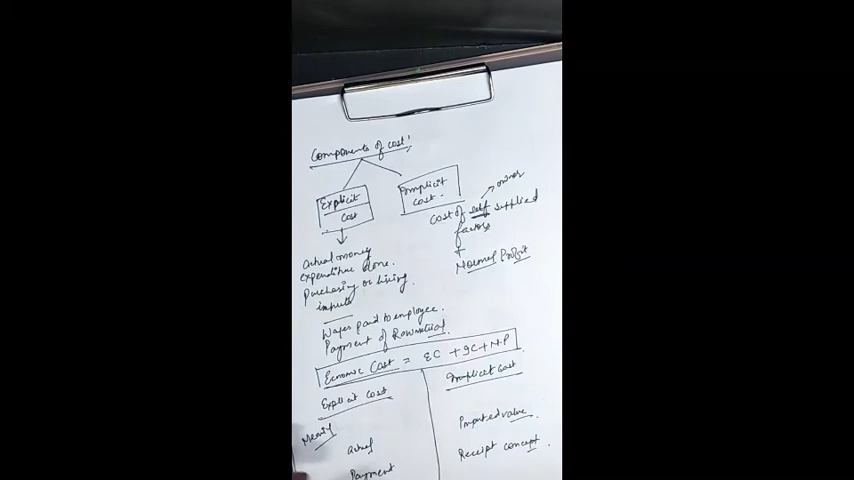 Components of cost:
Explicit
cost
Implicit
cost.
owner
cost of self supplied
factors
+
Normal Profit
Actual money
expenditure done.
Purchasing or hiring
inputs
Wages paid to employee.
Payment of Rawmatial.
Economic Cost = EC + IC + N.P
Explicit cost
Implicit cost
Meaning
Actual
Payment
Imputed value.
Receipt concept.